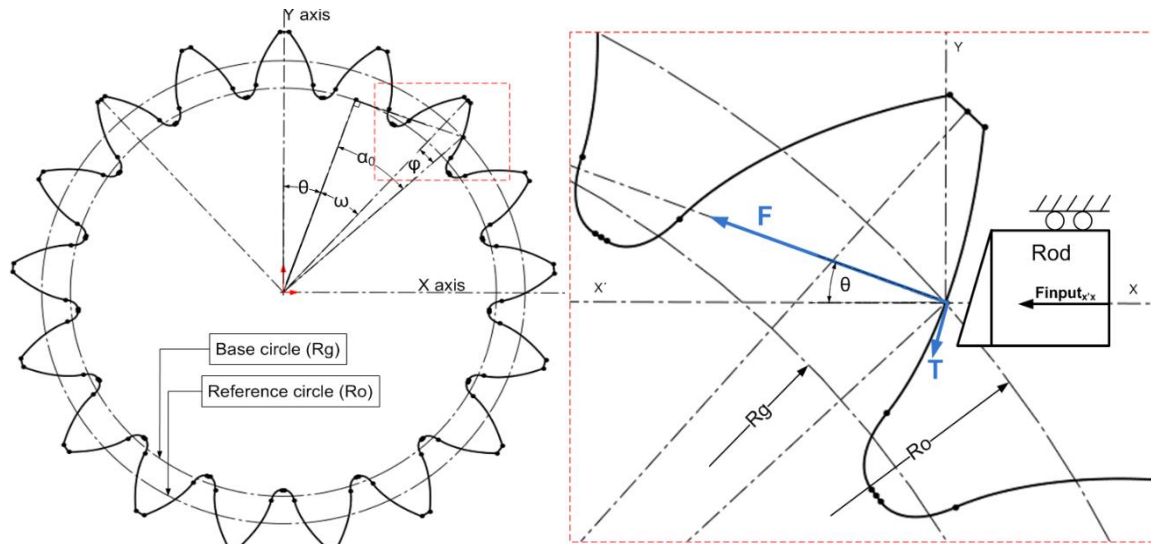 Y axis
α₀
φ
θ
ω
X axis
Base circle (Rg)
Reference circle (Ro)
Y
F
Rod
X'
θ
Finputx'x
X
T
Rg
Ro